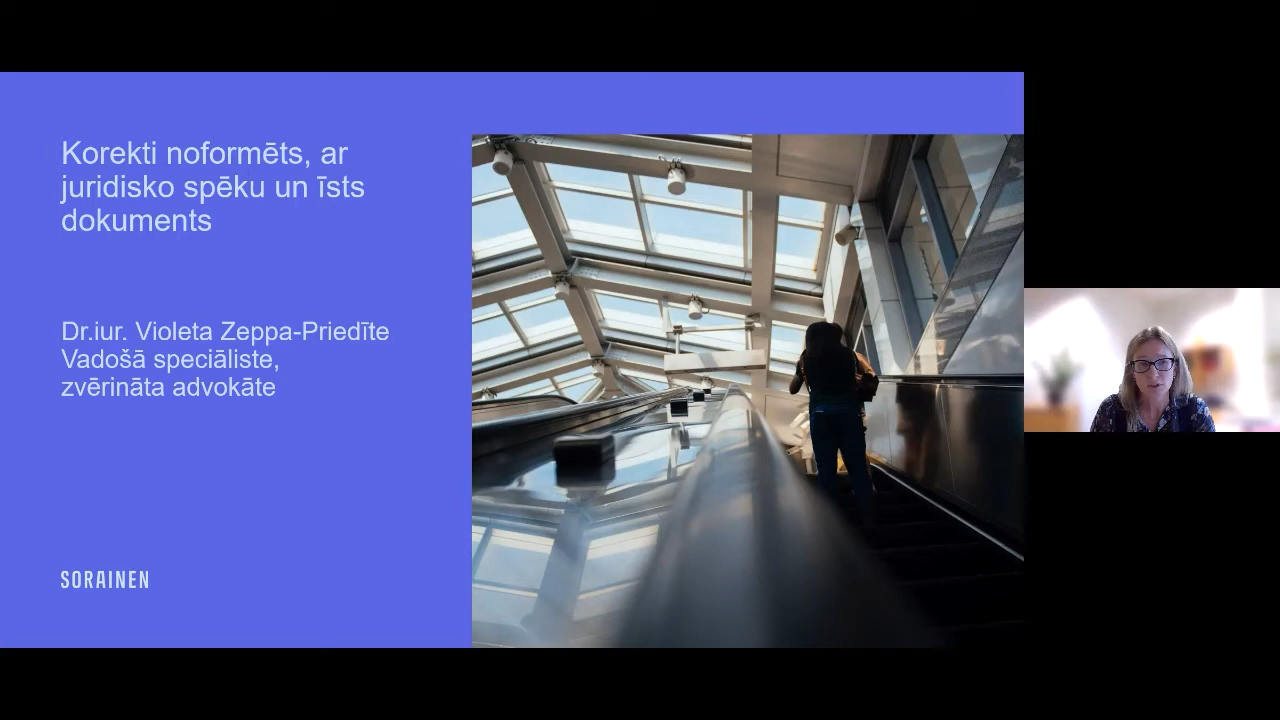 Korekti noformēts, ar
juridisko spēku un īsts
dokuments
Dr.iur. Violeta Zeppa-Priedīte
Vadošā speciāliste,
zvērināta advokāte
SORAINEN